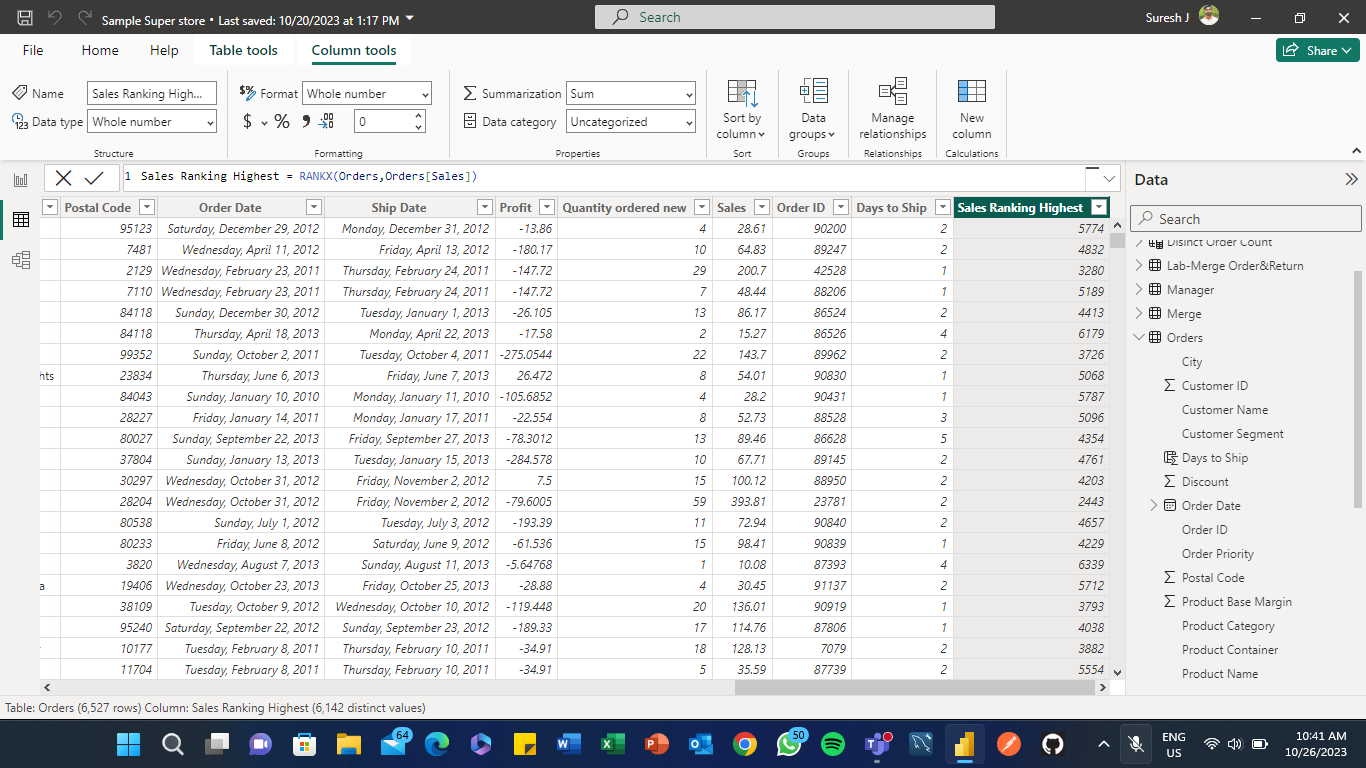 Sample Super store • Last saved: 10/20/2023 at 1:17 PM
Search
Suresh J
File Home Help Table tools Column tools
Share
Name Sales Ranking High...
Data type Whole number
Structure
$% Format Whole number
$ % 9 .00 0
Formatting
Summarization Sum
Data category Uncategorized
Properties
Sort by column
Sort
Data groups
Groups
Manage relationships
Relationships
New column
Calculations
1 Sales Ranking Highest = RANKX(Orders,Orders[Sales])
Postal Code Order Date Ship Date Profit Quantity ordered new Sales Order ID Days to Ship Sales Ranking Highest
95123 Saturday, December 29, 2012 Monday, December 31, 2012 -13.86 4 28.61 90200 2 5774
7481 Wednesday, April 11, 2012 Friday, April 13, 2012 -180.17 10 64.83 89247 2 4832
2129 Wednesday, February 23, 2011 Thursday, February 24, 2011 -147.72 29 200.7 42528 1 3280
7110 Wednesday, February 23, 2011 Thursday, February 24, 2011 -147.72 7 48.44 88206 1 5189
84118 Sunday, December 30, 2012 Tuesday, January 1, 2013 -26.105 13 86.17 86524 2 4413
84118 Thursday, April 18, 2013 Monday, April 22, 2013 -17.58 2 15.27 86526 4 6179
99352 Sunday, October 2, 2011 Tuesday, October 4, 2011 -275.0544 22 143.7 89962 2 3726
hts 23834 Thursday, June 6, 2013 Friday, June 7, 2013 26.472 8 54.01 90830 1 5068
84043 Sunday, January 10, 2010 Monday, January 11, 2010 -105.6852 4 28.2 90431 1 5787
28227 Friday, January 14, 2011 Monday, January 17, 2011 -22.554 8 52.73 88528 3 5096
80027 Sunday, September 22, 2013 Friday, September 27, 2013 -78.3012 13 89.46 86628 5 4354
37804 Sunday, January 13, 2013 Tuesday, January 15, 2013 -284.578 10 67.71 89145 2 4761
30297 Wednesday, October 31, 2012 Friday, November 2, 2012 7.5 15 100.12 88950 2 4203
28204 Wednesday, October 31, 2012 Friday, November 2, 2012 -79.6005 59 393.81 23781 2 2443
80538 Sunday, July 1, 2012 Tuesday, July 3, 2012 -193.39 11 72.94 90840 2 4657
80233 Friday, June 8, 2012 Saturday, June 9, 2012 -61.536 15 98.41 90839 1 4229
3820 Wednesday, August 7, 2013 Sunday, August 11, 2013 -5.64768 1 10.08 87393 4 6339
a 19406 Wednesday, October 23, 2013 Friday, October 25, 2013 -28.88 4 30.45 91137 2 5712
38109 Tuesday, October 9, 2012 Wednesday, October 10, 2012 -119.448 20 136.01 90919 1 3793
95240 Saturday, September 22, 2012 Sunday, September 23, 2012 -189.33 17 114.76 87806 1 4038
10177 Tuesday, February 8, 2011 Thursday, February 10, 2011 -34.91 18 128.13 7079 2 3882
11704 Tuesday, February 8, 2011 Thursday, February 10, 2011 -34.91 5 35.59 87739 2 5554
Data
Search
Disinct Order Count
Lab-Merge Order&Return
Manager
Merge
Orders
City
Customer ID
Customer Name
Customer Segment
Days to Ship
Discount
Order Date
Order ID
Order Priority
Postal Code
Product Base Margin
Product Category
Product Container
Product Name
Table: Orders (6,527 rows) Column: Sales Ranking Highest (6,142 distinct values)
64
50
ENG
US
10:41 AM
10/26/2023